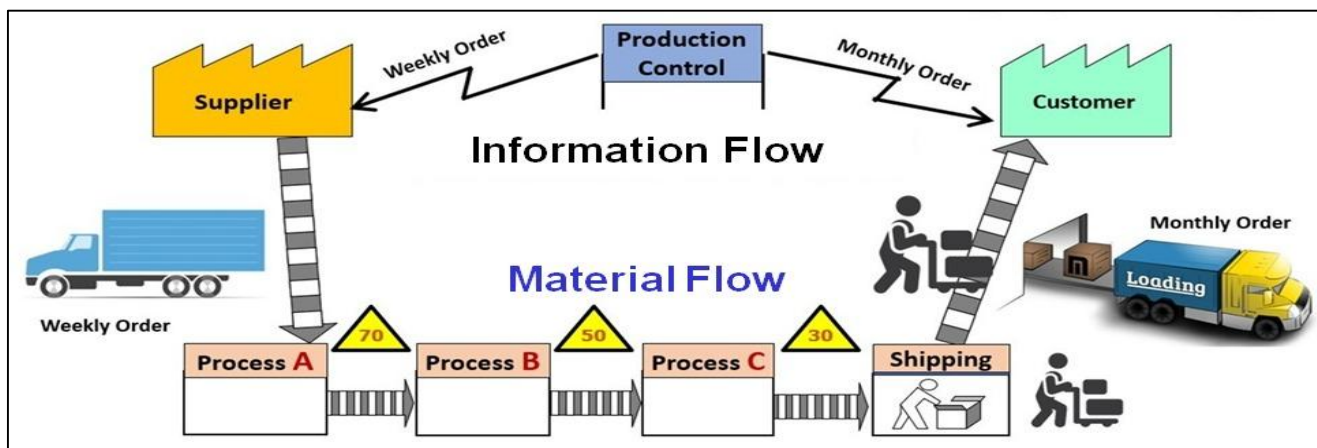 Weekly Order
Production
Control
Monthly Order
Supplier
Customer
Information Flow
Monthly Order
Loading
Material Flow
Weekly Order
70
50
30
Process A
Process B
Process C
Shipping